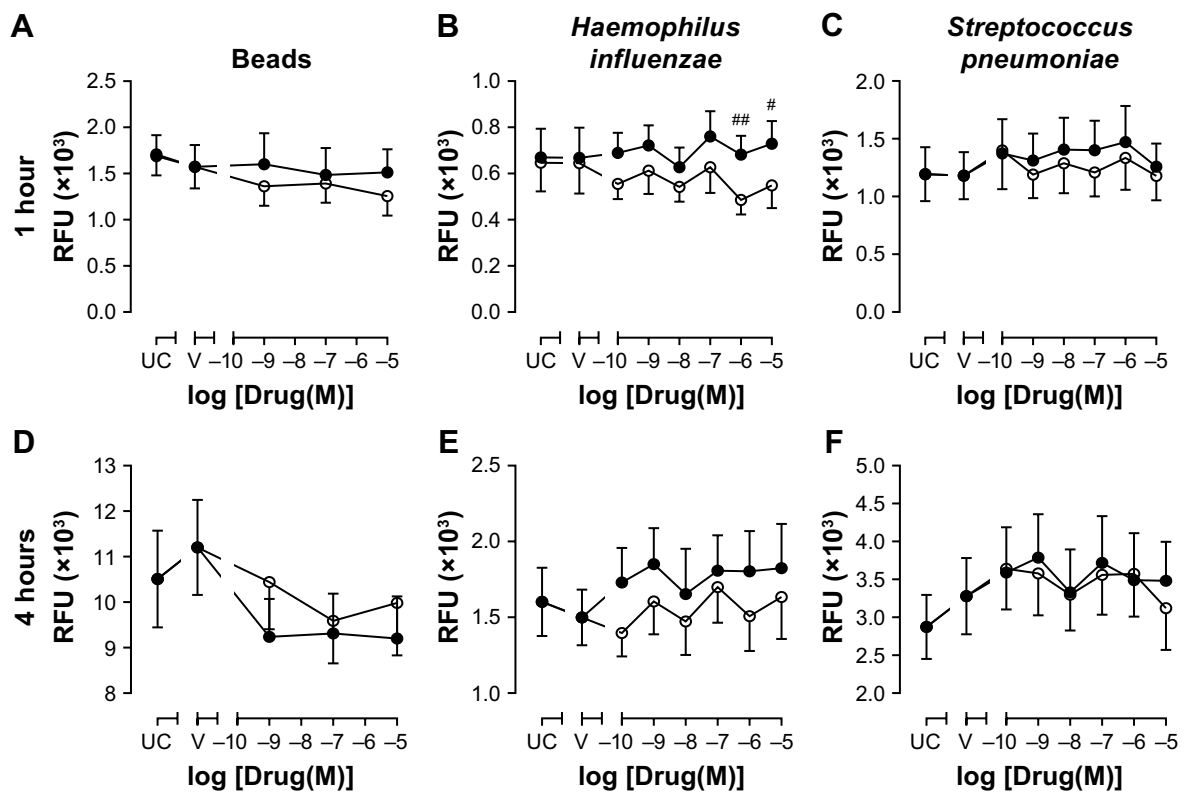 A
Beads
1 hour
RFU (×10³)
2.5
2.0
1.5
1.0
0.5
0.0
UC V –10 –9 –8 –7 –6 –5
log [Drug(M)]
B
Haemophilus
influenzae
RFU (×10³)
1.0
0.8
0.6
0.4
0.2
0.0
##
#
UC V –10 –9 –8 –7 –6 –5
log [Drug(M)]
C
Streptococcus
pneumoniae
RFU (×10³)
2.0
1.5
1.0
0.5
0.0
UC V –10 –9 –8 –7 –6 –5
log [Drug(M)]
D
4 hours
RFU (×10³)
13
12
11
10
9
8
UC V –10 –9 –8 –7 –6 –5
log [Drug(M)]
E
RFU (×10³)
2.5
2.0
1.5
1.0
UC V –10 –9 –8 –7 –6 –5
log [Drug(M)]
F
RFU (×10³)
5.0
4.5
4.0
3.5
3.0
2.5
2.0
UC V –10 –9 –8 –7 –6 –5
log [Drug(M)]